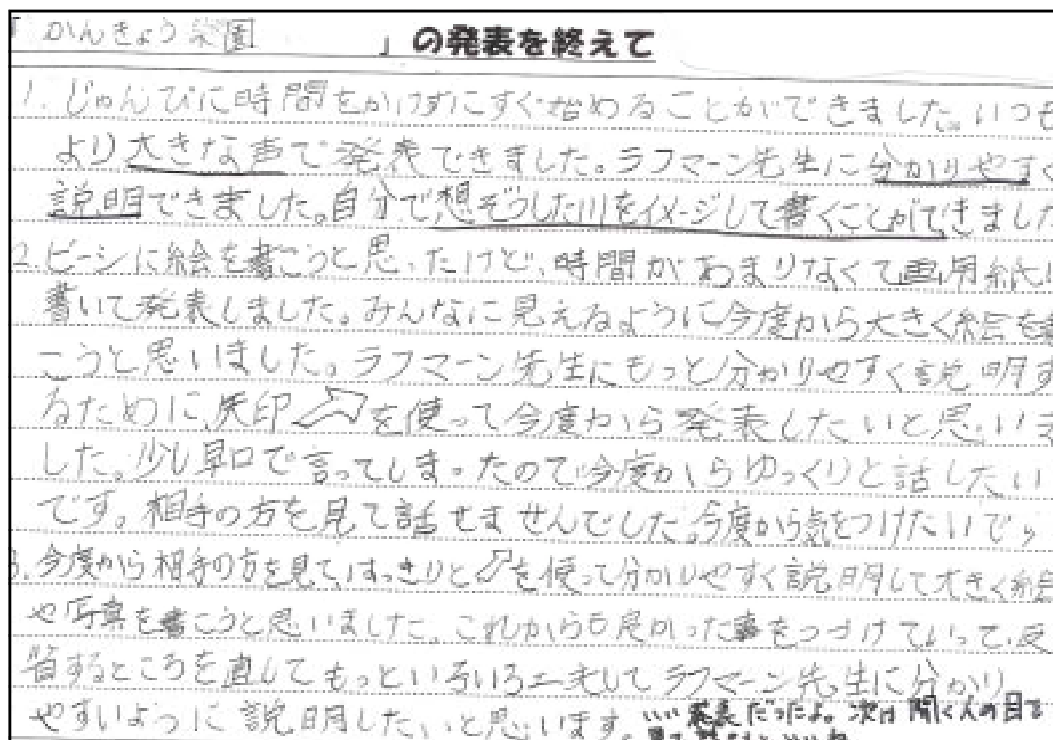 「かんきょう楽園　」の発表を終えて
1. じゅんびに時間をかけずにすぐ始めることができました。いつも
より大きな声で発表できました。ラフマーン先生に分かりやすく
説明できました。自分で想ぞうした川をイメージして書くことができました
2. ビーシに絵を書こうと思ったけど、時間があまりなくて画用紙に
書いて発表しました。みんなに見えるように今度から大きく絵を書
こうと思いました。ラフマーン先生にもっと分かりやすく説明す
るために、矢印⇗を使って今度から発表したいと思いま
した。少し早口で言ってしまったので今度からゆっくりと話したい
です。相手の方を見て話せませんでした。今度から気をつけたいです
3. 今度から相手の方を見て、はっきりと⇗を使って分かりやすく説明して大きく絵
や写真を書こうと思いました。これからも良かった事をつづけていって、反
省するところを直してもっといろいろ工夫して ラフマーン先生に分かり
やすいように説明したいと思います。いい発表だったよ。次は聞く人の目を
いいね